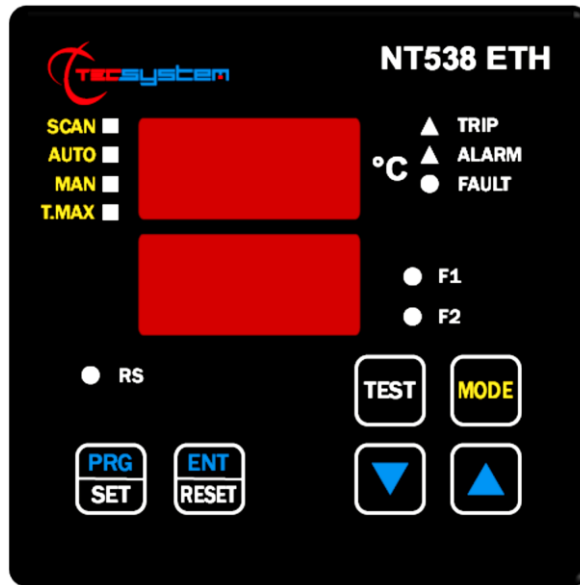 TECSYSTEM
NT538 ETH
SCAN
AUTO
MAN
T.MAX
°C
TRIP
ALARM
FAULT
F1
F2
RS
TEST
MODE
PRG
SET
ENT
RESET